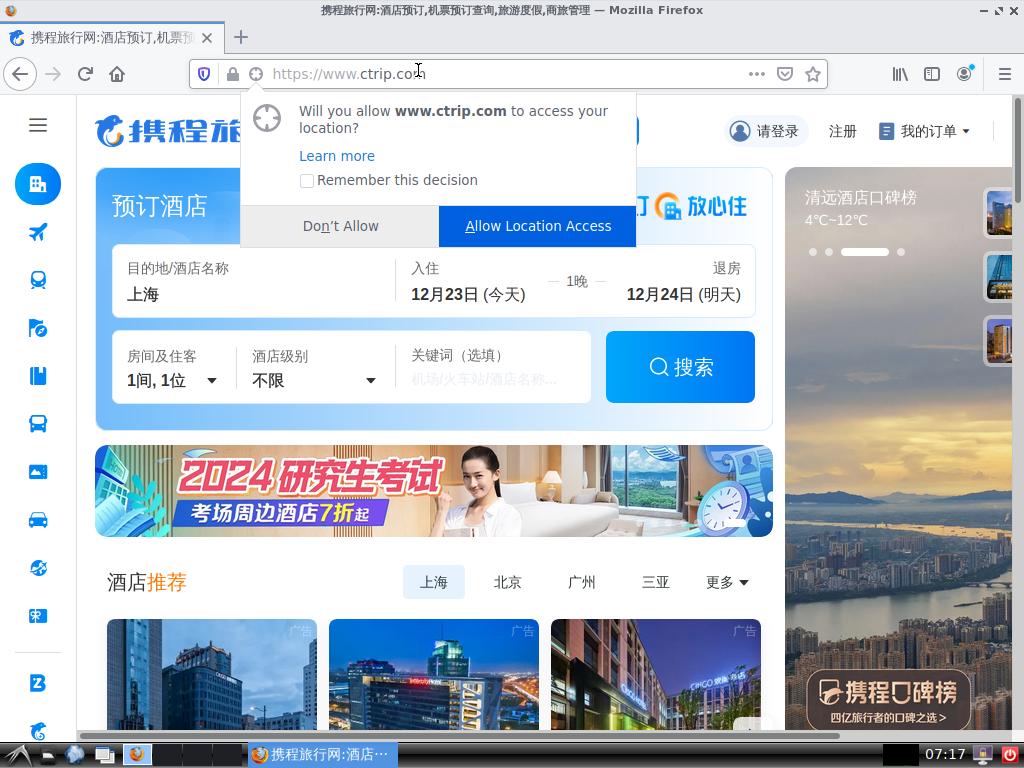 携程旅行网:酒店预订,机票预订查询,旅游度假,商旅管理 — Mozilla Firefox
携程旅行网:酒店预订,机票预
https://www.ctrip.com
Will you allow www.ctrip.com to access your
location?
Learn more
Remember this decision
Don't Allow
Allow Location Access
携程旅
请登录
注册
我的订单
预订酒店
订
放心住
目的地/酒店名称
上海
入住
12月23日 (今天)
1晚
退房
12月24日 (明天)
房间及住客
1间, 1位
酒店级别
不限
关键词（选填）
机场/火车站/酒店名称...
搜索
清远酒店口碑榜
4℃~12℃
2024 研究生考试
考场周边酒店7折起
酒店推荐
上海
北京
广州
三亚
更多
广告
广告
广告
携程口碑榜
四亿旅行者的口碑之选 >
携程旅行网:酒店···
07:17